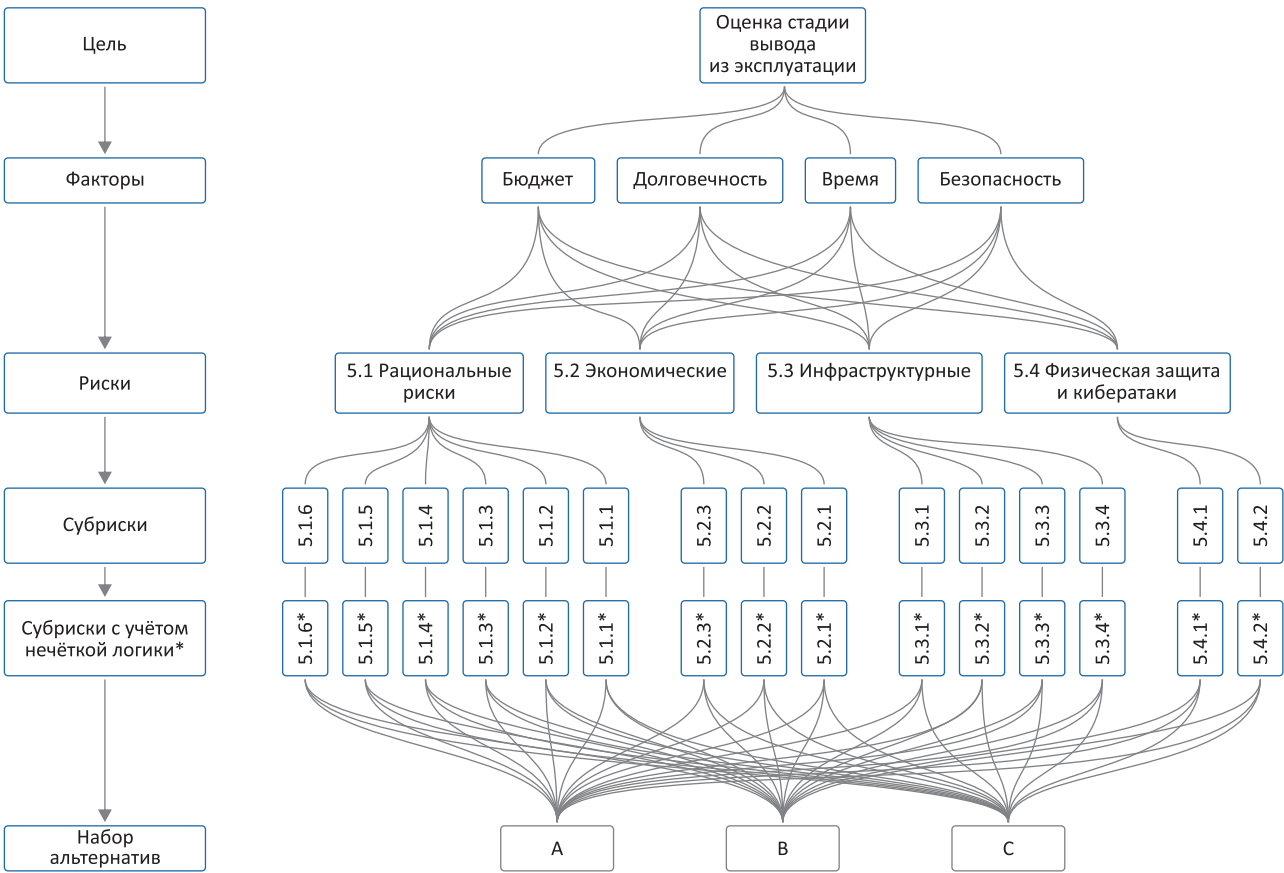 Цель
Оценка стадии
вывода
из эксплуатации
Факторы
Бюджет
Долговечность
Время
Безопасность
Риски
5.1 Рациональные
риски
5.2 Экономические
5.3 Инфраструктурные
5.4 Физическая защита
и кибератаки
Субриски
5.1.6
5.1.5
5.1.4
5.1.3
5.1.2
5.1.1
5.2.3
5.2.2
5.2.1
5.3.1
5.3.2
5.3.3
5.3.4
5.4.1
5.4.2
Субриски с учётом
нечёткой логики*
5.1.6*
5.1.5*
5.1.4*
5.1.3*
5.1.2*
5.1.1*
5.2.3*
5.2.2*
5.2.1*
5.3.1*
5.3.2*
5.3.3*
5.3.4*
5.4.1*
5.4.2*
Набор
альтернатив
A
B
C